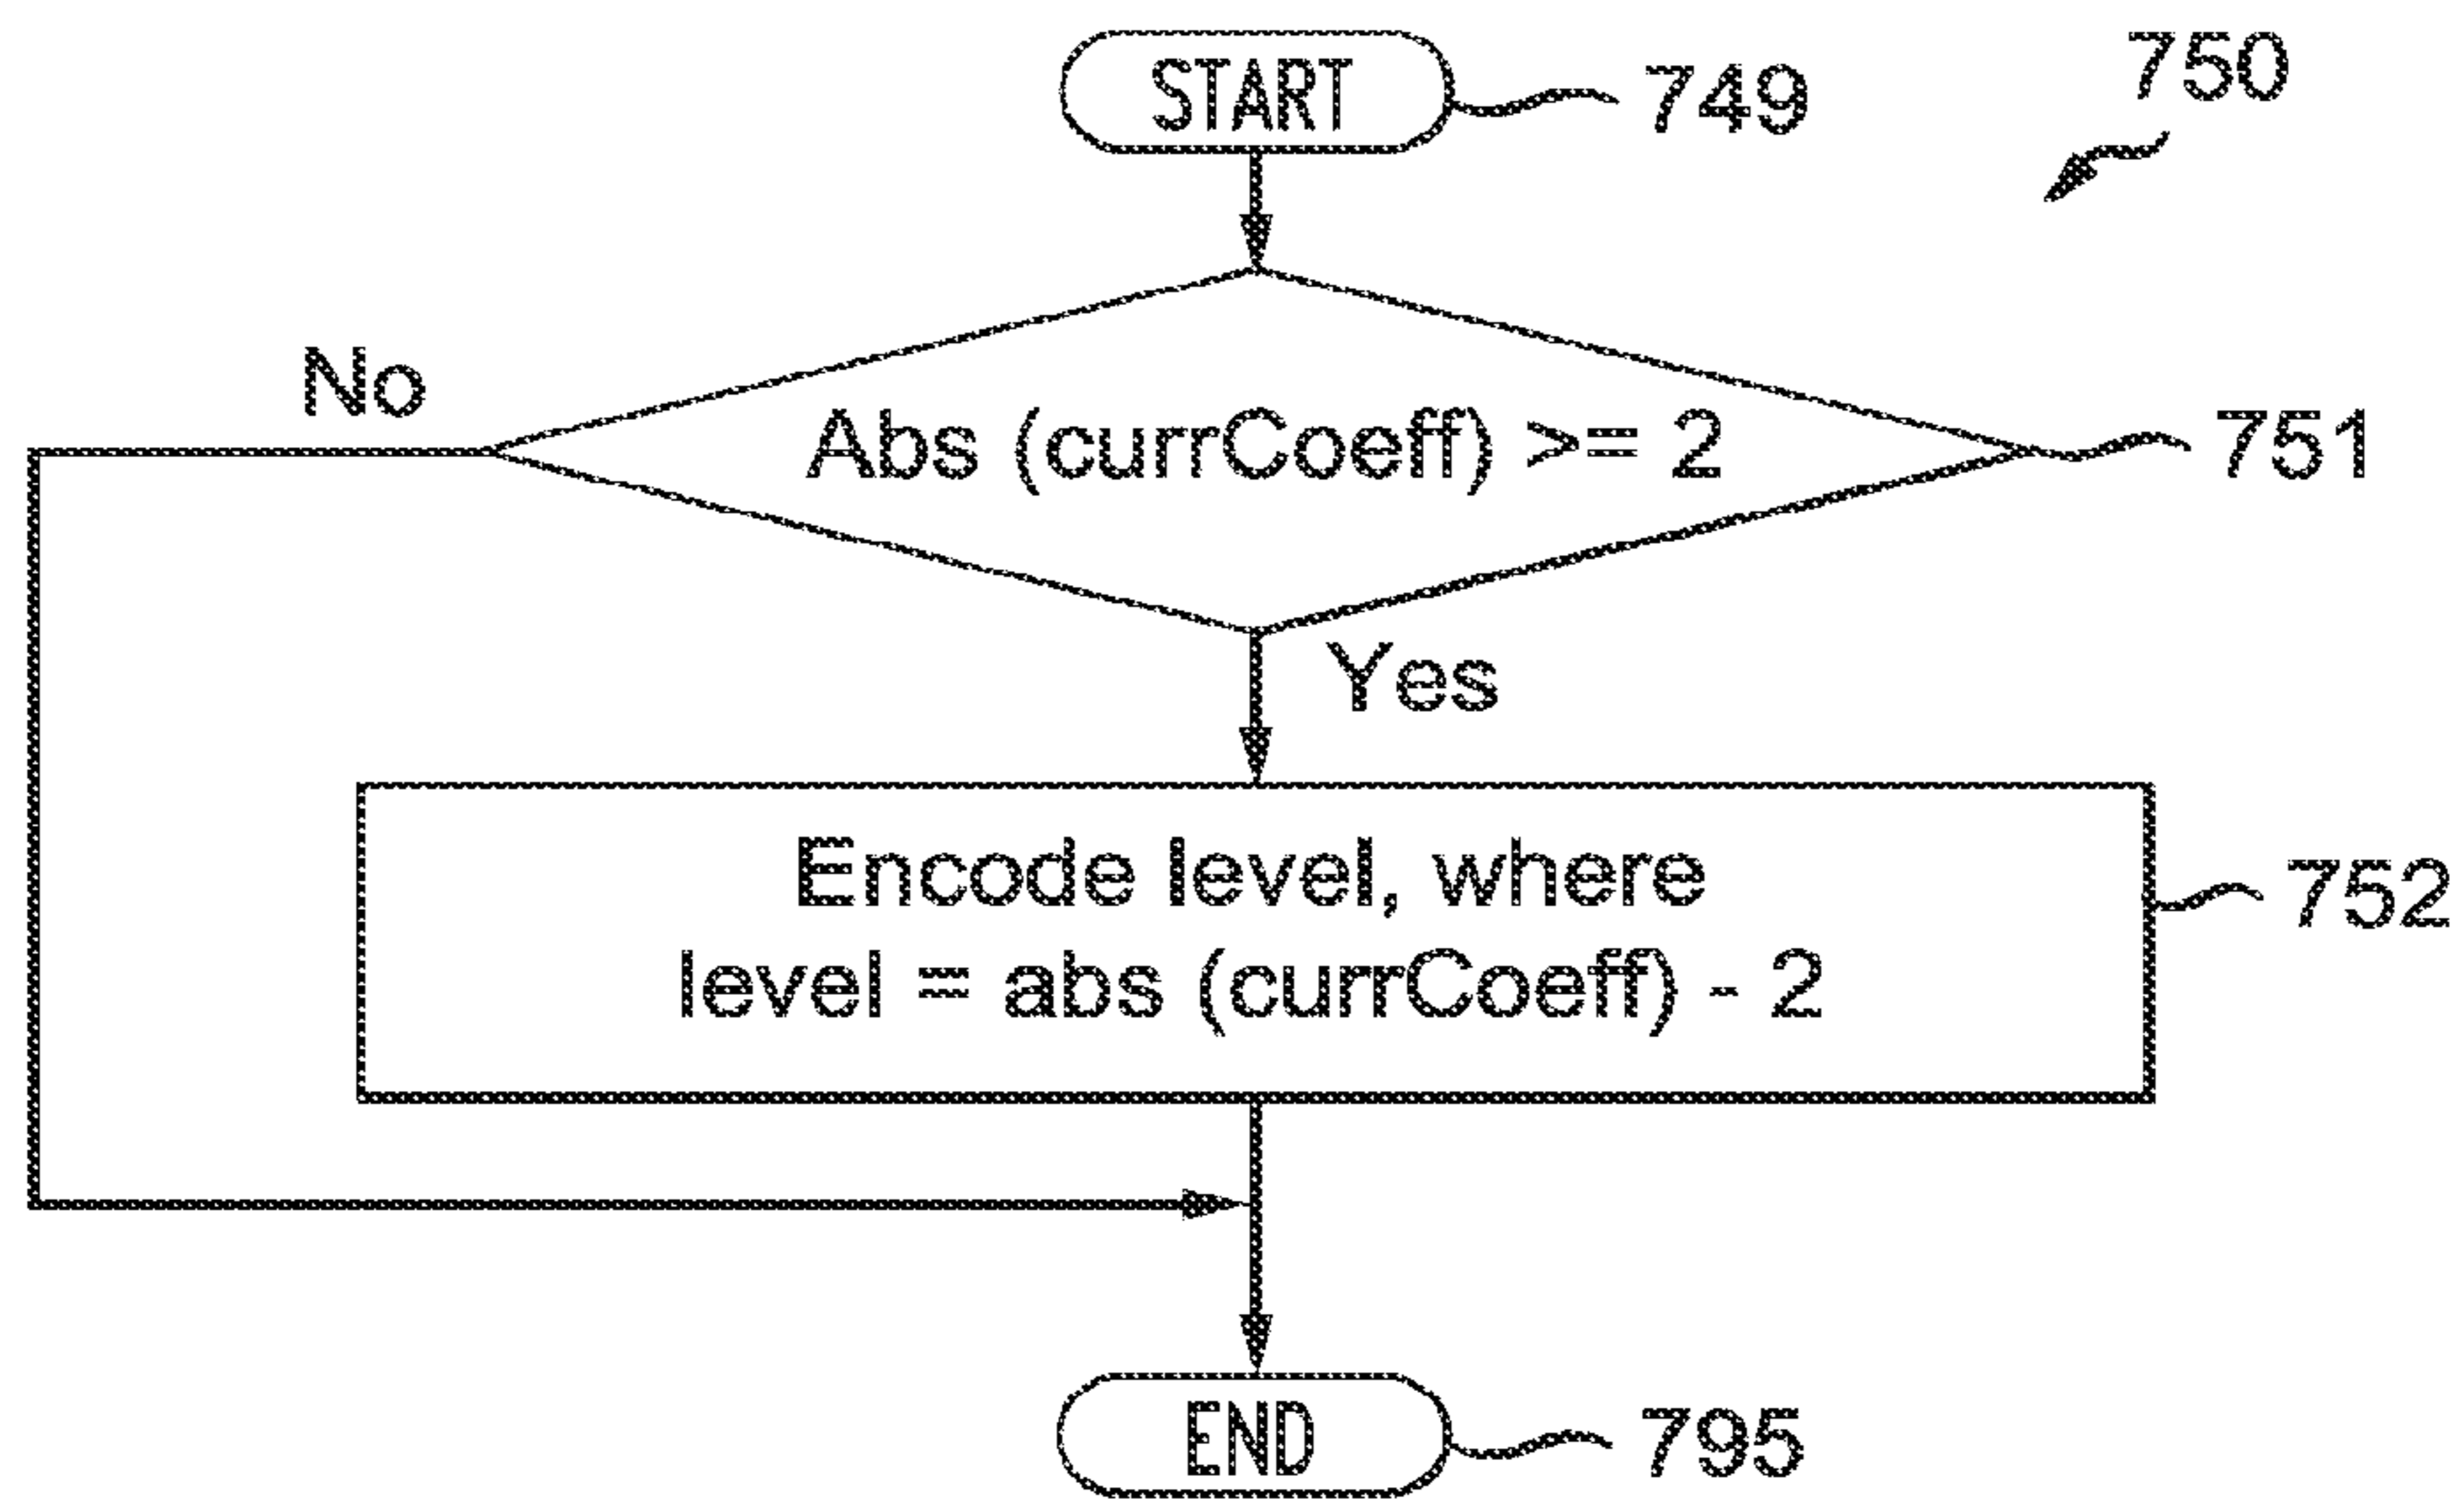 START
749
750
No
Abs (currCoeff) >= 2
751
Yes
Encode level, where
level = abs (currCoeff) - 2
752
END
795